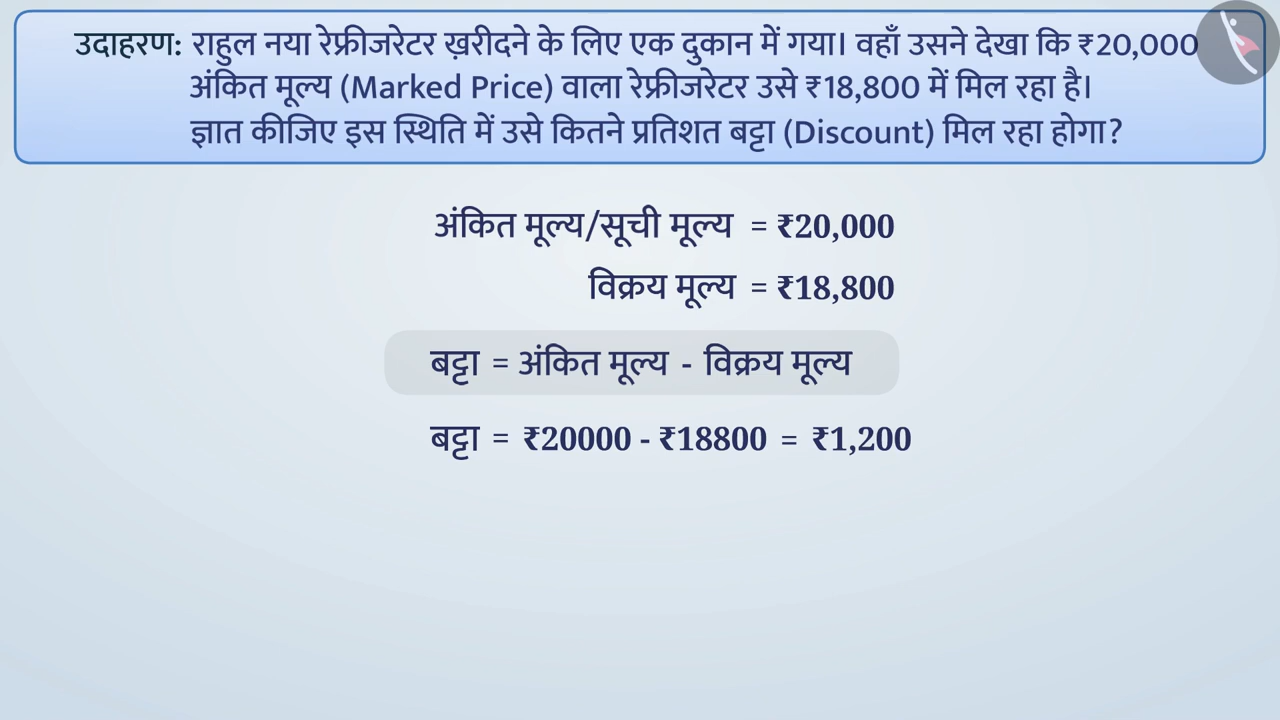 उदाहरण: राहुल नया रेफ्रीजरेटर ख़रीदने के लिए एक दुकान में गया। वहाँ उसने देखा कि ₹20,000
अंकित मूल्य (Marked Price) वाला रेफ्रीजरेटर उसे ₹18,800 में मिल रहा है।
ज्ञात कीजिए इस स्थिति में उसे कितने प्रतिशत बट्टा (Discount) मिल रहा होगा?
अंकित मूल्य/सूची मूल्य = ₹20,000
विक्रय मूल्य = ₹18,800
बट्टा = अंकित मूल्य - विक्रय मूल्य
बट्टा = ₹20000 - ₹18800 = ₹1,200